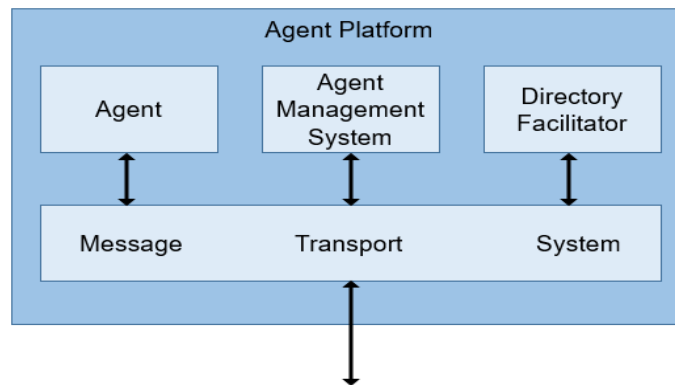 Agent Platform
Agent
Agent
Management
System
Directory
Facilitator
Message Transport System